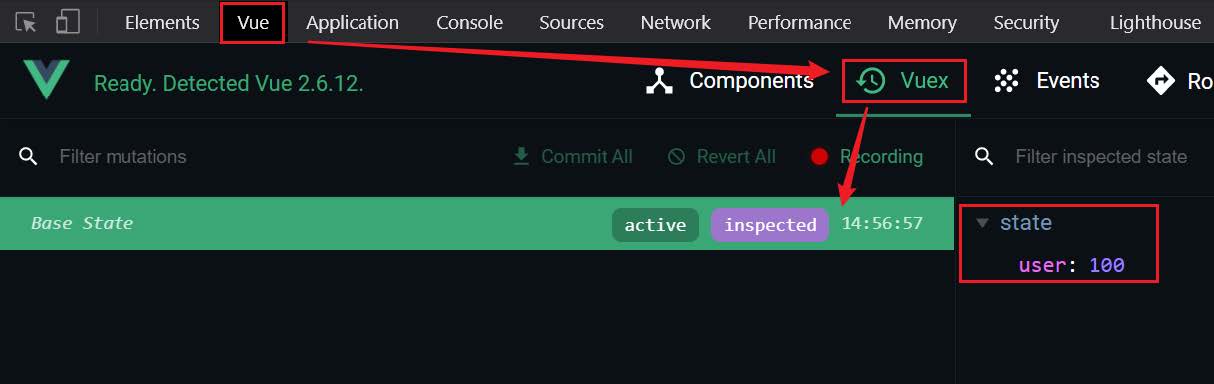 Elements Vue Application Console Sources Network Performance Memory Security Lighthouse
Ready. Detected Vue 2.6.12. Components Vuex Events Ro
Filter mutations Commit All Revert All Recording Filter inspected state
Base State active inspected 14:56:57
state
user: 100